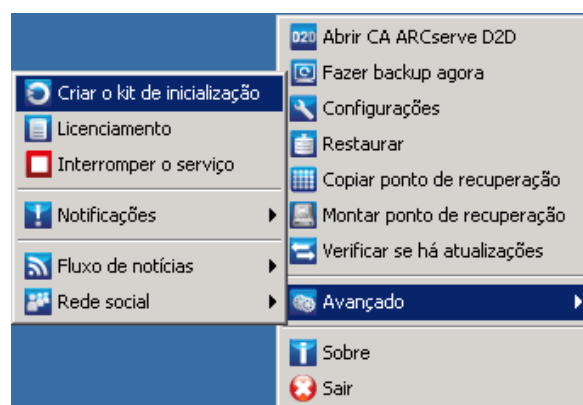 D2D Abrir CA ARCserve D2D
Fazer backup agora
Configurações
Restaurar
Copiar ponto de recuperação
Montar ponto de recuperação
Verificar se há atualizações
Avançado
Sobre
Sair
Criar o kit de inicialização
Licenciamento
Interromper o serviço
Notificações
Fluxo de notícias
Rede social